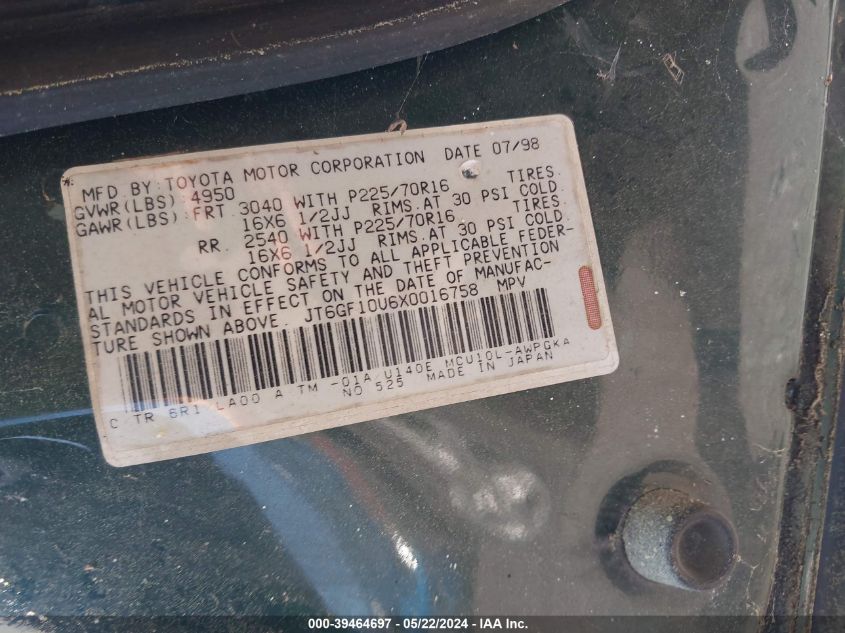 MFD BY: TOYOTA MOTOR CORPORATION DATE 07/98
GVWR(LBS): 4950
GAWR(LBS): FRT 3040 WITH P225/70R16 TIRES
16X6 1/2JJ RIMS, AT 30 PSI COLD.
RR. 2540 WITH P225/70R16 TIRES
16X6 1/2JJ RIMS, AT 30 PSI COLD
THIS VEHICLE CONFORMS TO ALL APPLICABLE FEDER-
AL MOTOR VEHICLE SAFETY AND THEFT PREVENTION
STANDARDS IN EFFECT ON THE DATE OF MANUFAC-
TURE SHOWN ABOVE. JT6GF10U6X0016758 MPV
C TR 6R1 LA00 A TM -01A/U140E MCU10L-AWPGKA
NO 525 MADE IN JAPAN
000-39464697 - 05/22/2024 - IAA Inc.